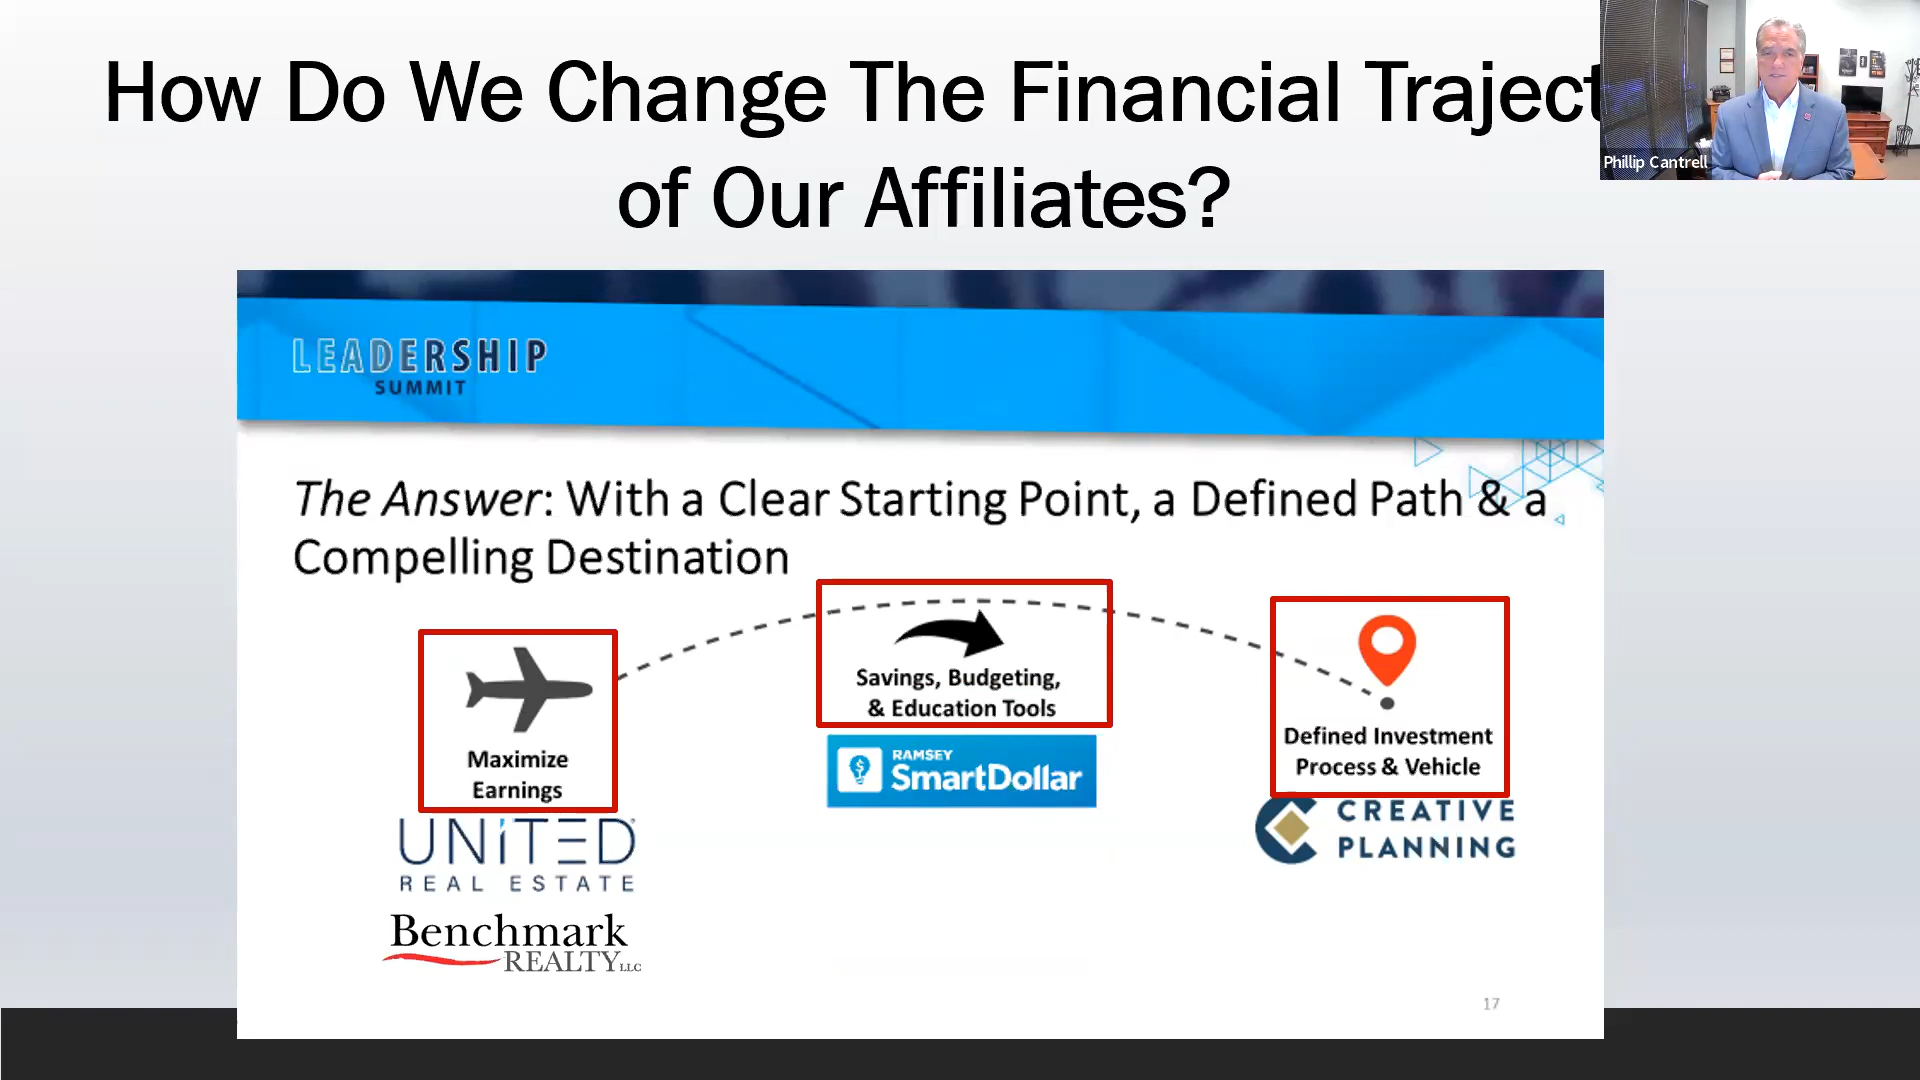 How Do We Change The Financial Traject
of Our Affiliates?
Phillip Cantrell
LEADERSHIP
SUMMIT
The Answer: With a Clear Starting Point, a Defined Path & a
Compelling Destination
Maximize
Earnings
UNiTED
REAL ESTATE
Benchmark
REALTY LLC
Savings, Budgeting,
& Education Tools
RAMSEY
SmartDollar
Defined Investment
Process & Vehicle
CREATIVE
PLANNING
17